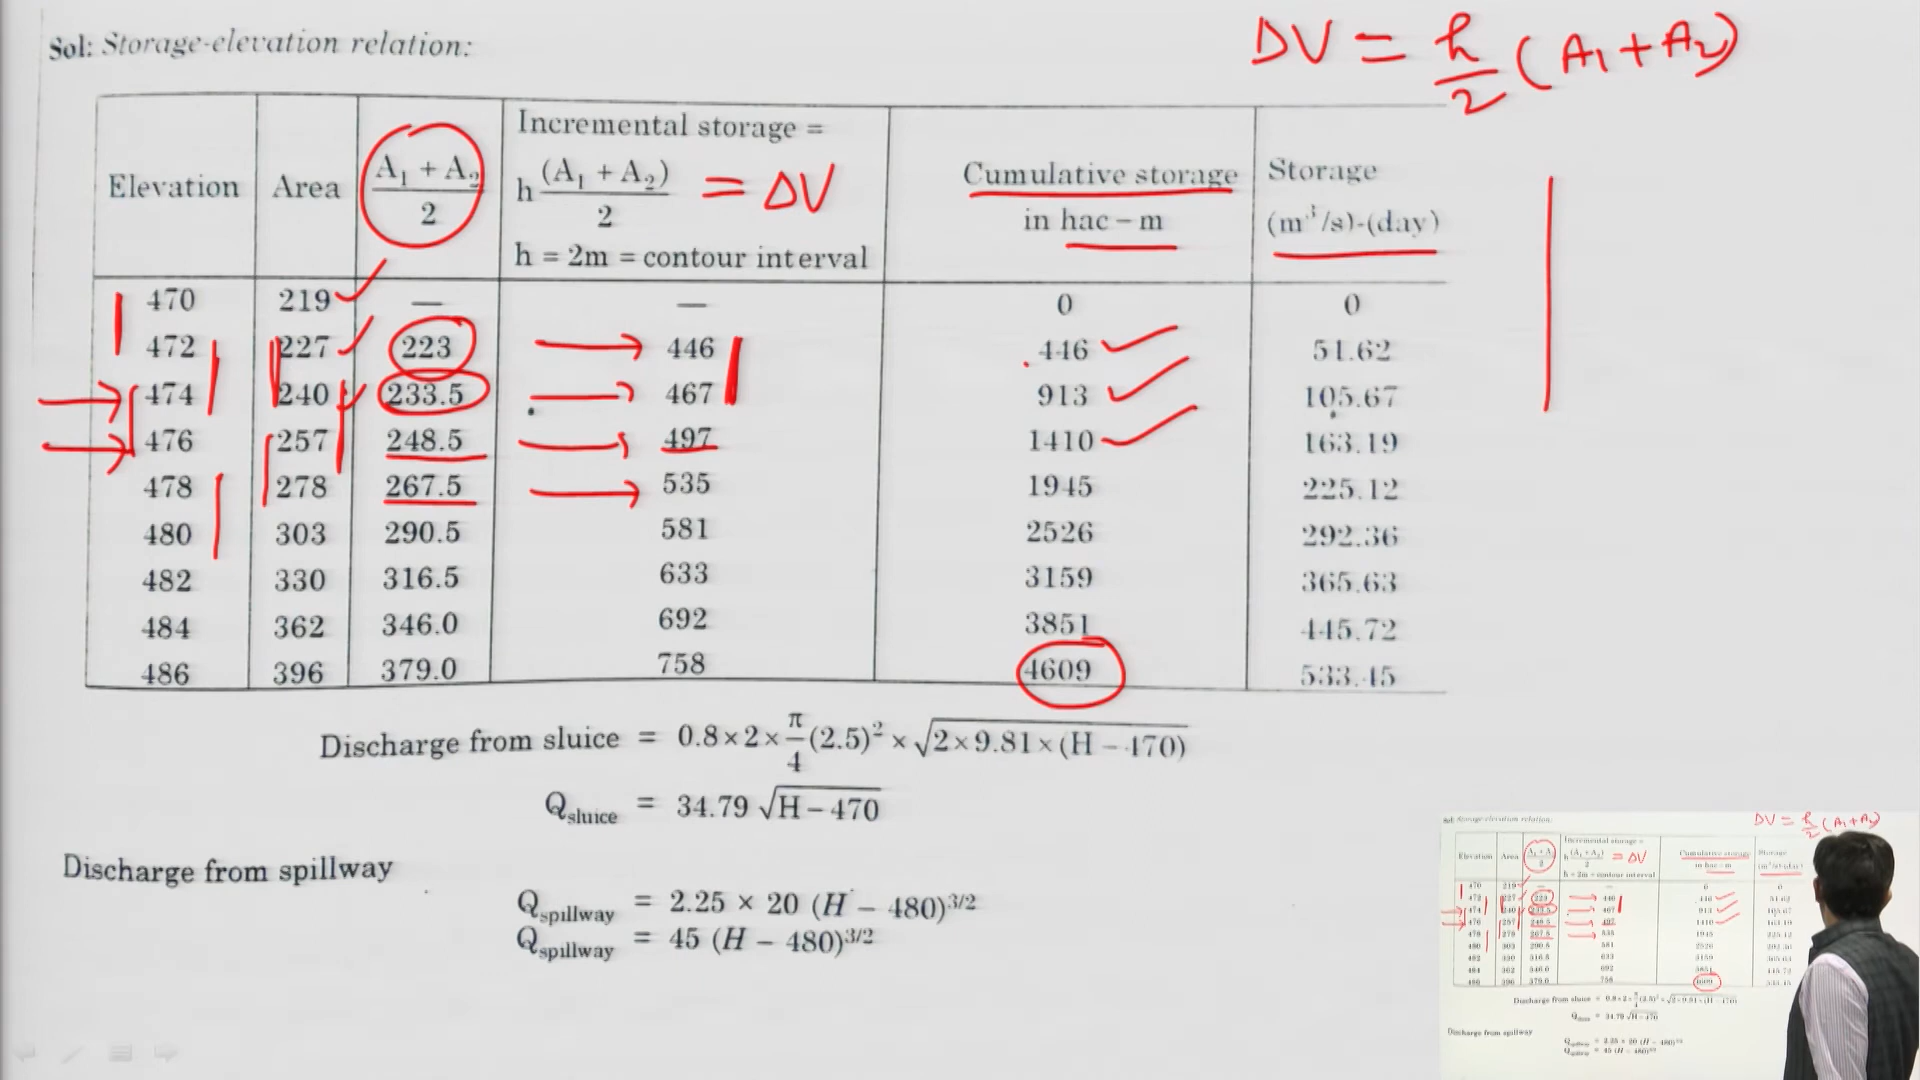 Sol: Storage-elevation relation:
DV = h/2 (A1 + A2)
Elevation | Area | A₁ + A₂ / 2 | Incremental storage = h (A₁ + A₂) / 2 = ΔV h = 2m = contour interval | Cumulative storage in hac – m | Storage (m³/s)-(day)
470 | 219 | — | — | 0 | 0
472 | 227 | 223 | 446 | 446 | 51.62
474 | 240 | 233.5 | 467 | 913 | 105.67
476 | 257 | 248.5 | 497 | 1410 | 163.19
478 | 278 | 267.5 | 535 | 1945 | 225.12
480 | 303 | 290.5 | 581 | 2526 | 292.36
482 | 330 | 316.5 | 633 | 3159 | 365.63
484 | 362 | 346.0 | 692 | 3851 | 445.72
486 | 396 | 379.0 | 758 | 4609 | 533.45
Discharge from sluice = 0.8 × 2 × π/4 (2.5)² × √(2 × 9.81 × (H – 470))
Qsluice = 34.79 √(H – 470)
Discharge from spillway
Qspillway = 2.25 × 20 (H – 480)^3/2
Qspillway = 45 (H – 480)^3/2